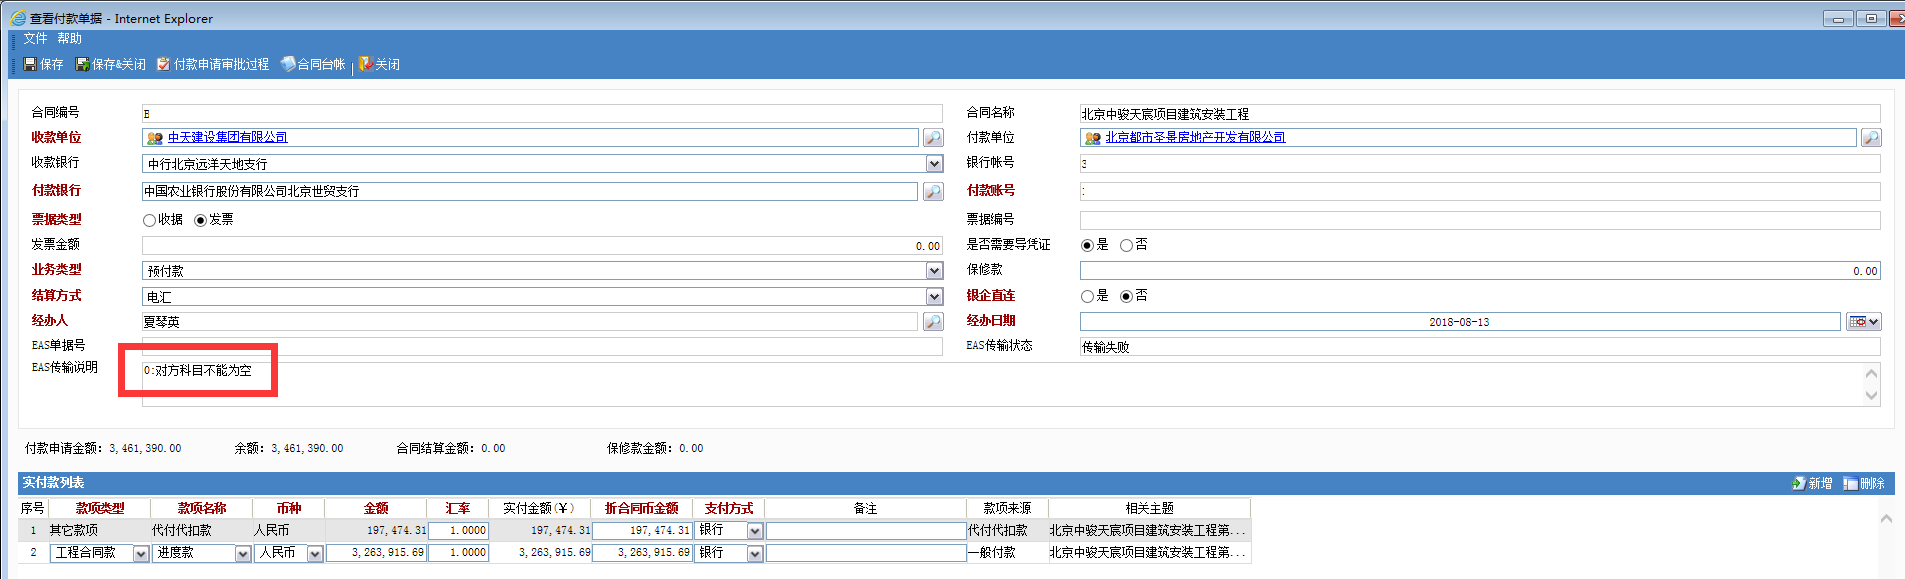 查看付款单据 - Internet Explorer
文件 帮助
保存 保存&关闭 付款申请审批过程 合同台帐 关闭
合同编号 合同名称 北京中骏天宸项目建筑安装工程
收款单位 中天建设集团有限公司 付款单位 北京都市圣景房地产开发有限公司
收款银行 中行北京远洋天地支行 银行帐号 3
付款银行 中国农业银行股份有限公司北京世贸支行 付款账号
票据类型 收据 发票 票据编号
发票金额 0.00 是否需要导凭证 是 否
业务类型 预付款 保修款 0.00
结算方式 电汇 银企直连 是 否
经办人 夏琴英 经办日期 2018-08-13
EAS单据号 EAS传输状态 传输失败
EAS传输说明 0:对方科目不能为空
付款申请金额: 3,461,390.00 余额: 3,461,390.00 合同结算金额: 0.00 保修款金额: 0.00
实付款列表 新增 删除
序号 款项类型 款项名称 币种 金额 汇率 实付金额(¥) 折合同币金额 支付方式 备注 款项来源 相关主题
1 其它款项 代付代扣款 人民币 197,474.31 1.0000 197,474.31 197,474.31 银行 代付代扣款 北京中骏天宸项目建筑安装工程第...
2 工程合同款 进度款 人民币 3,263,915.69 1.0000 3,263,915.69 3,263,915.69 银行 一般付款 北京中骏天宸项目建筑安装工程第...